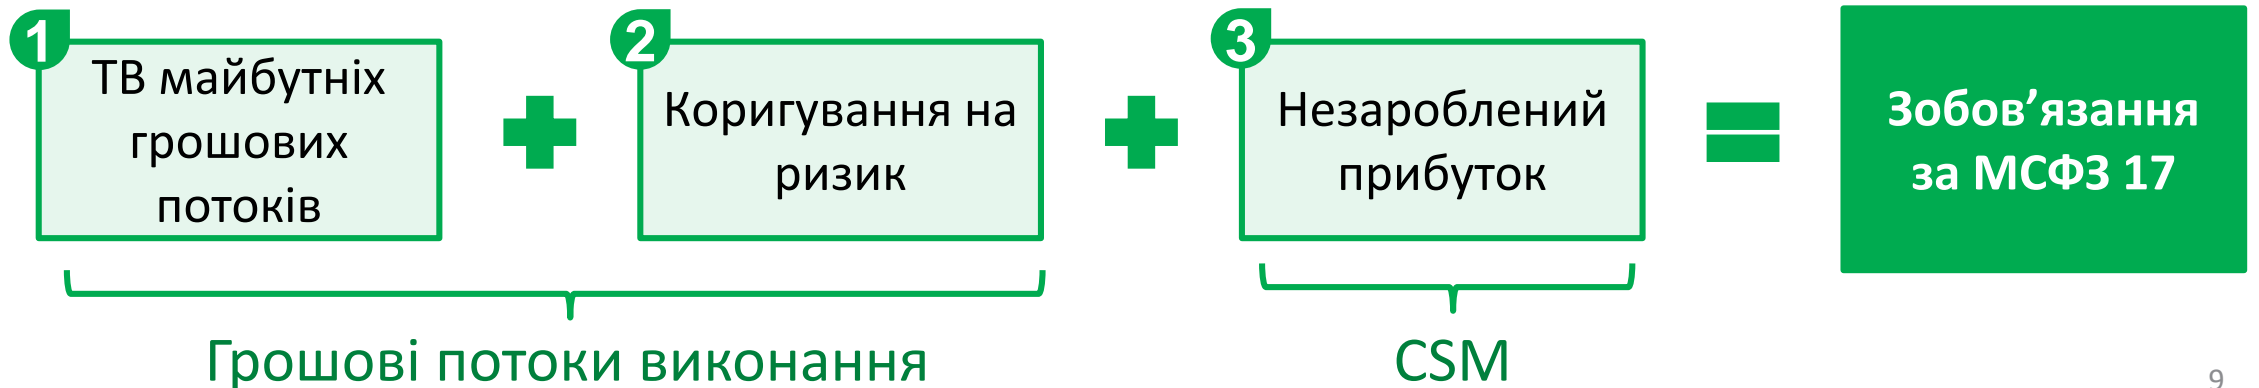 1
ТВ майбутніх
грошових
потоків
2
Коригування на
ризик
3
Незароблений
прибуток
Зобов’язання
за МСФЗ 17
Грошові потоки виконання
CSM
9